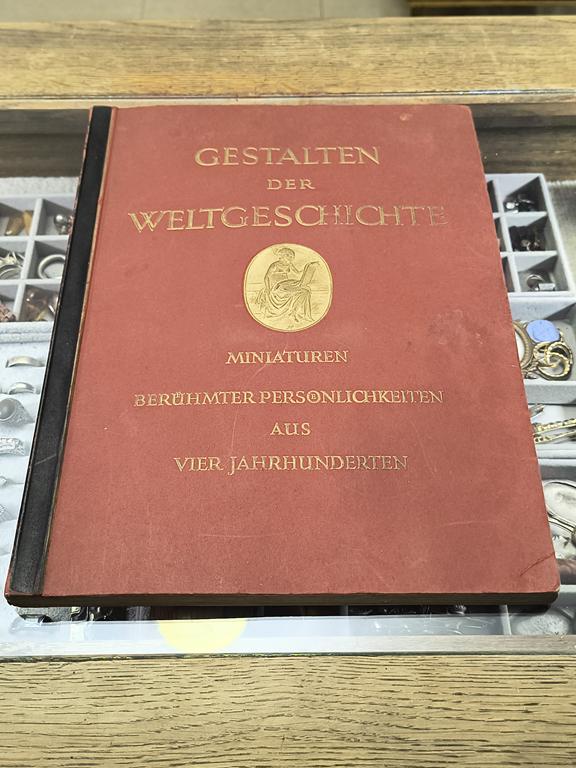 GESTALTEN
DER
WELTGESCHICHTE
MINIATUREN
BERÜHMTER PERSÖNLICHKEITEN
AUS
VIER JAHRHUNDERTEN